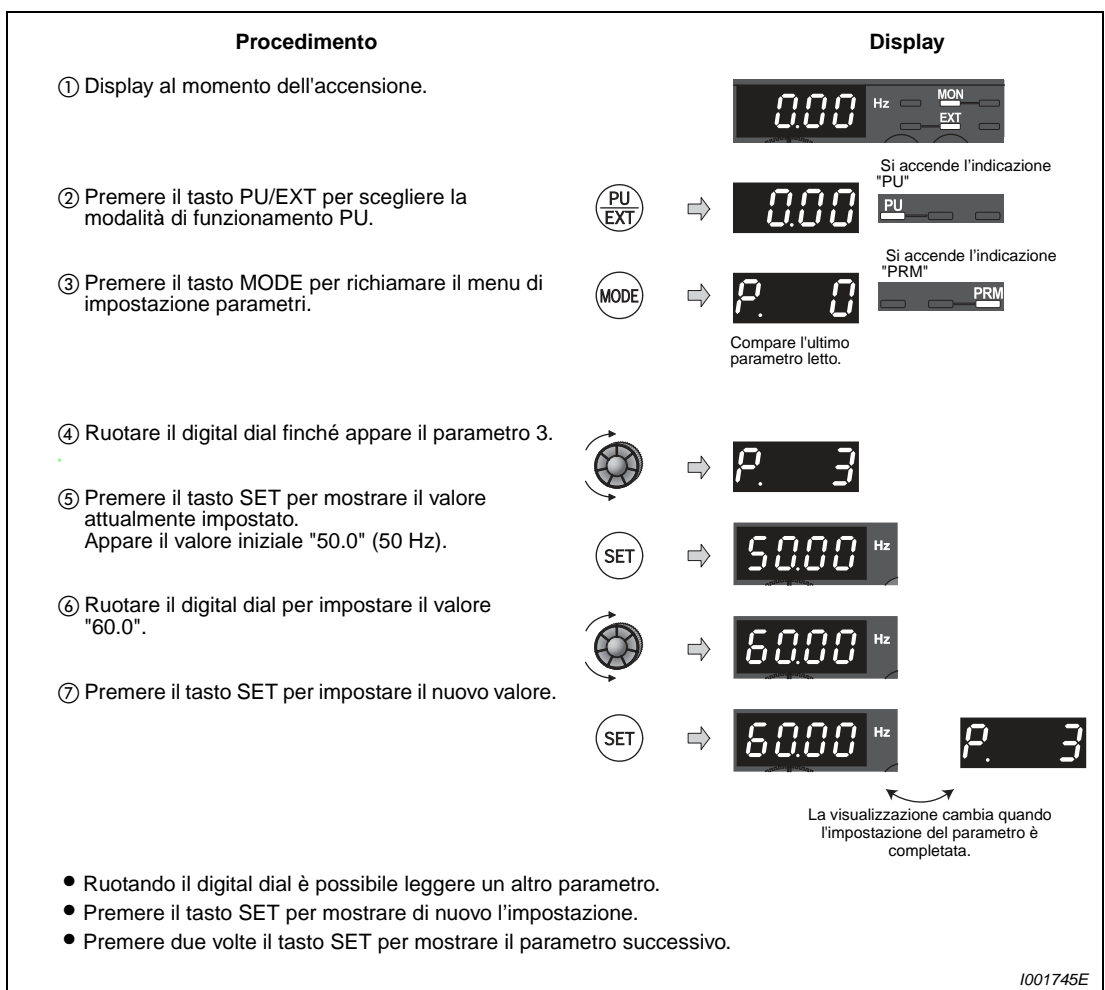 Procedimento
Display
① Display al momento dell'accensione.
0.00 Hz MON
EXT
② Premere il tasto PU/EXT per scegliere la
modalità di funzionamento PU.
PU
EXT
0.00
Si accende l'indicazione
"PU"
PU
③ Premere il tasto MODE per richiamare il menu di
impostazione parametri.
MODE
P. 0
Si accende l'indicazione
"PRM"
PRM
Compare l'ultimo
parametro letto.
④ Ruotare il digital dial finché appare il parametro 3.
P. 3
⑤ Premere il tasto SET per mostrare il valore
attualmente impostato.
Appare il valore iniziale "50.0" (50 Hz).
SET
50.00 Hz
⑥ Ruotare il digital dial per impostare il valore
"60.0".
60.00 Hz
⑦ Premere il tasto SET per impostare il nuovo valore.
SET
60.00 Hz
P. 3
La visualizzazione cambia quando
l'impostazione del parametro è
completata.
● Ruotando il digital dial è possibile leggere un altro parametro.
● Premere il tasto SET per mostrare di nuovo l'impostazione.
● Premere due volte il tasto SET per mostrare il parametro successivo.
I001745E